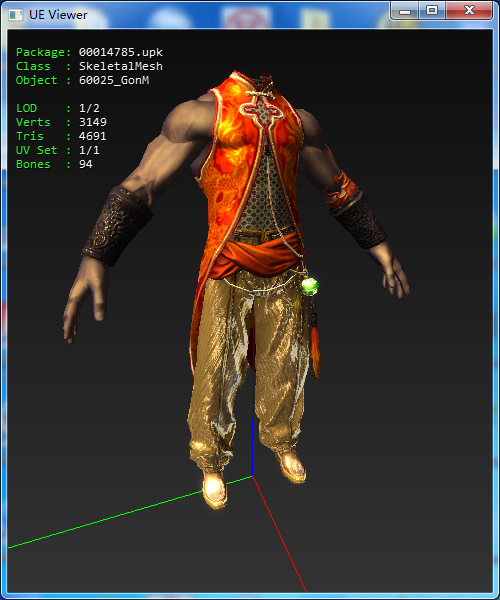 UE Viewer
Package: 00014785.upk
Class : SkeletalMesh
Object : 60025_GonM
LOD : 1/2
Verts : 3149
Tris : 4691
UV Set : 1/1
Bones : 94